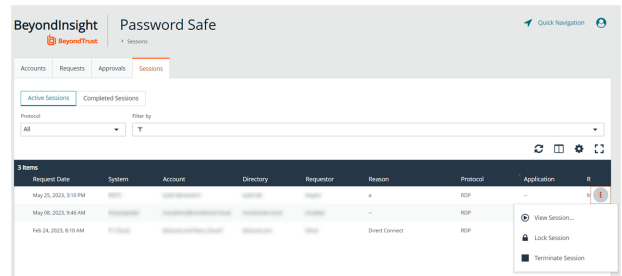 BeyondInsight Password Safe
BeyondTrust
› Sessions
Quick Navigation
Accounts Requests Approvals Sessions
Active Sessions Completed Sessions
Protocol Filter by
All
3 items
Request Date System Account Directory Requestor Reason Protocol Application R
May 25, 2023, 3:10 PM a RDP --
May 08, 2023, 9:46 AM -- RDP
Feb 24, 2023, 8:10 AM Direct Connect RDP
View Session...
Lock Session
Terminate Session